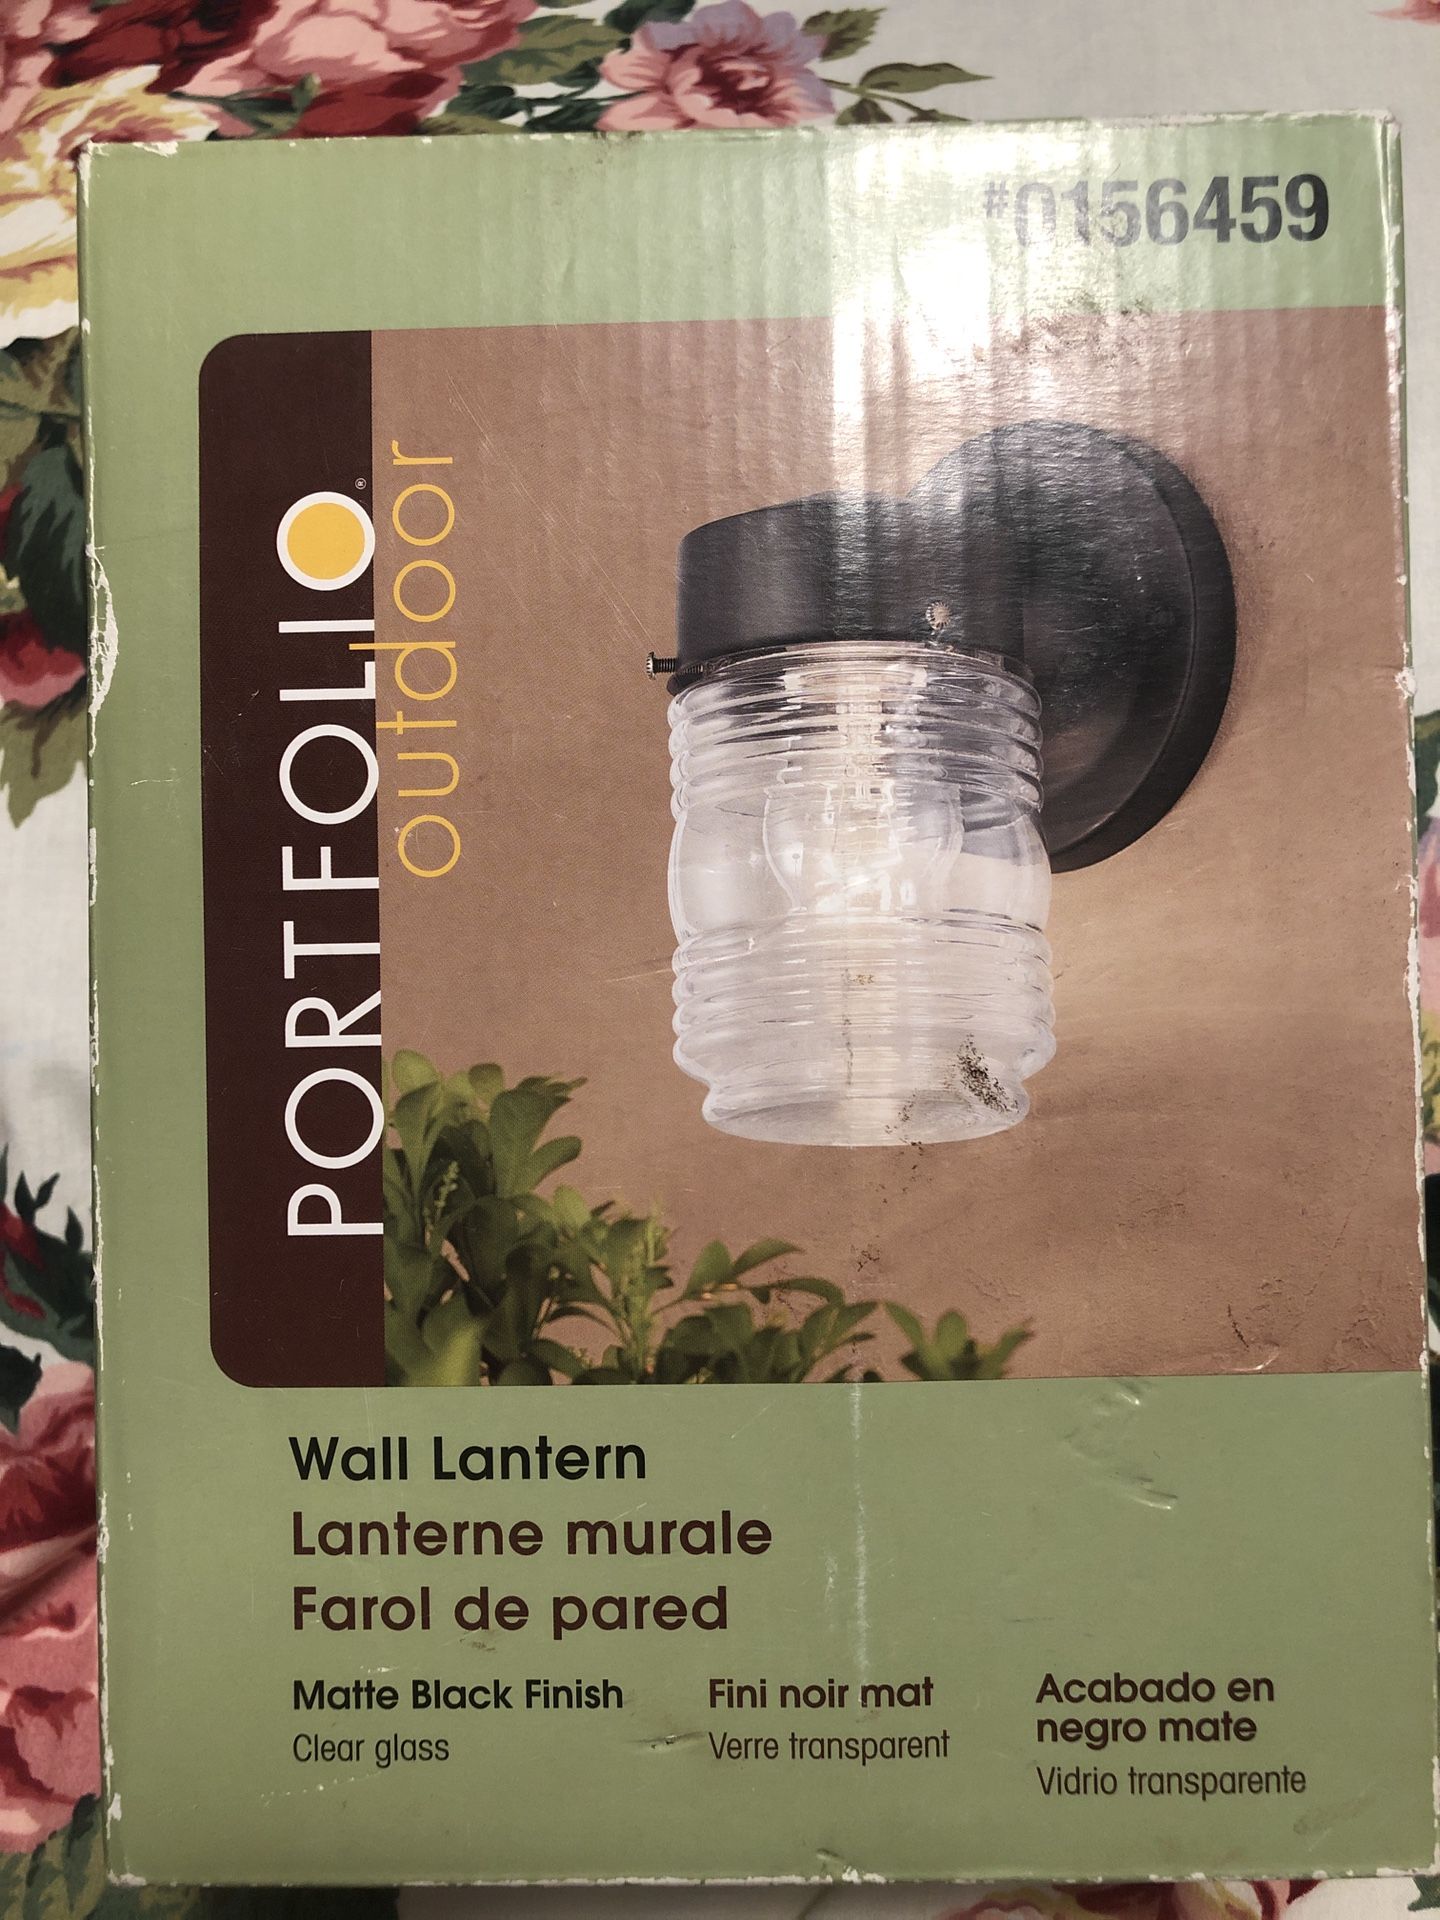 #0156459
PORTFOLIO®
outdoor
Wall Lantern
Lanterne murale
Farol de pared
Matte Black Finish
Clear glass
Fini noir mat
Verre transparent
Acabado en
negro mate
Vidrio transparente